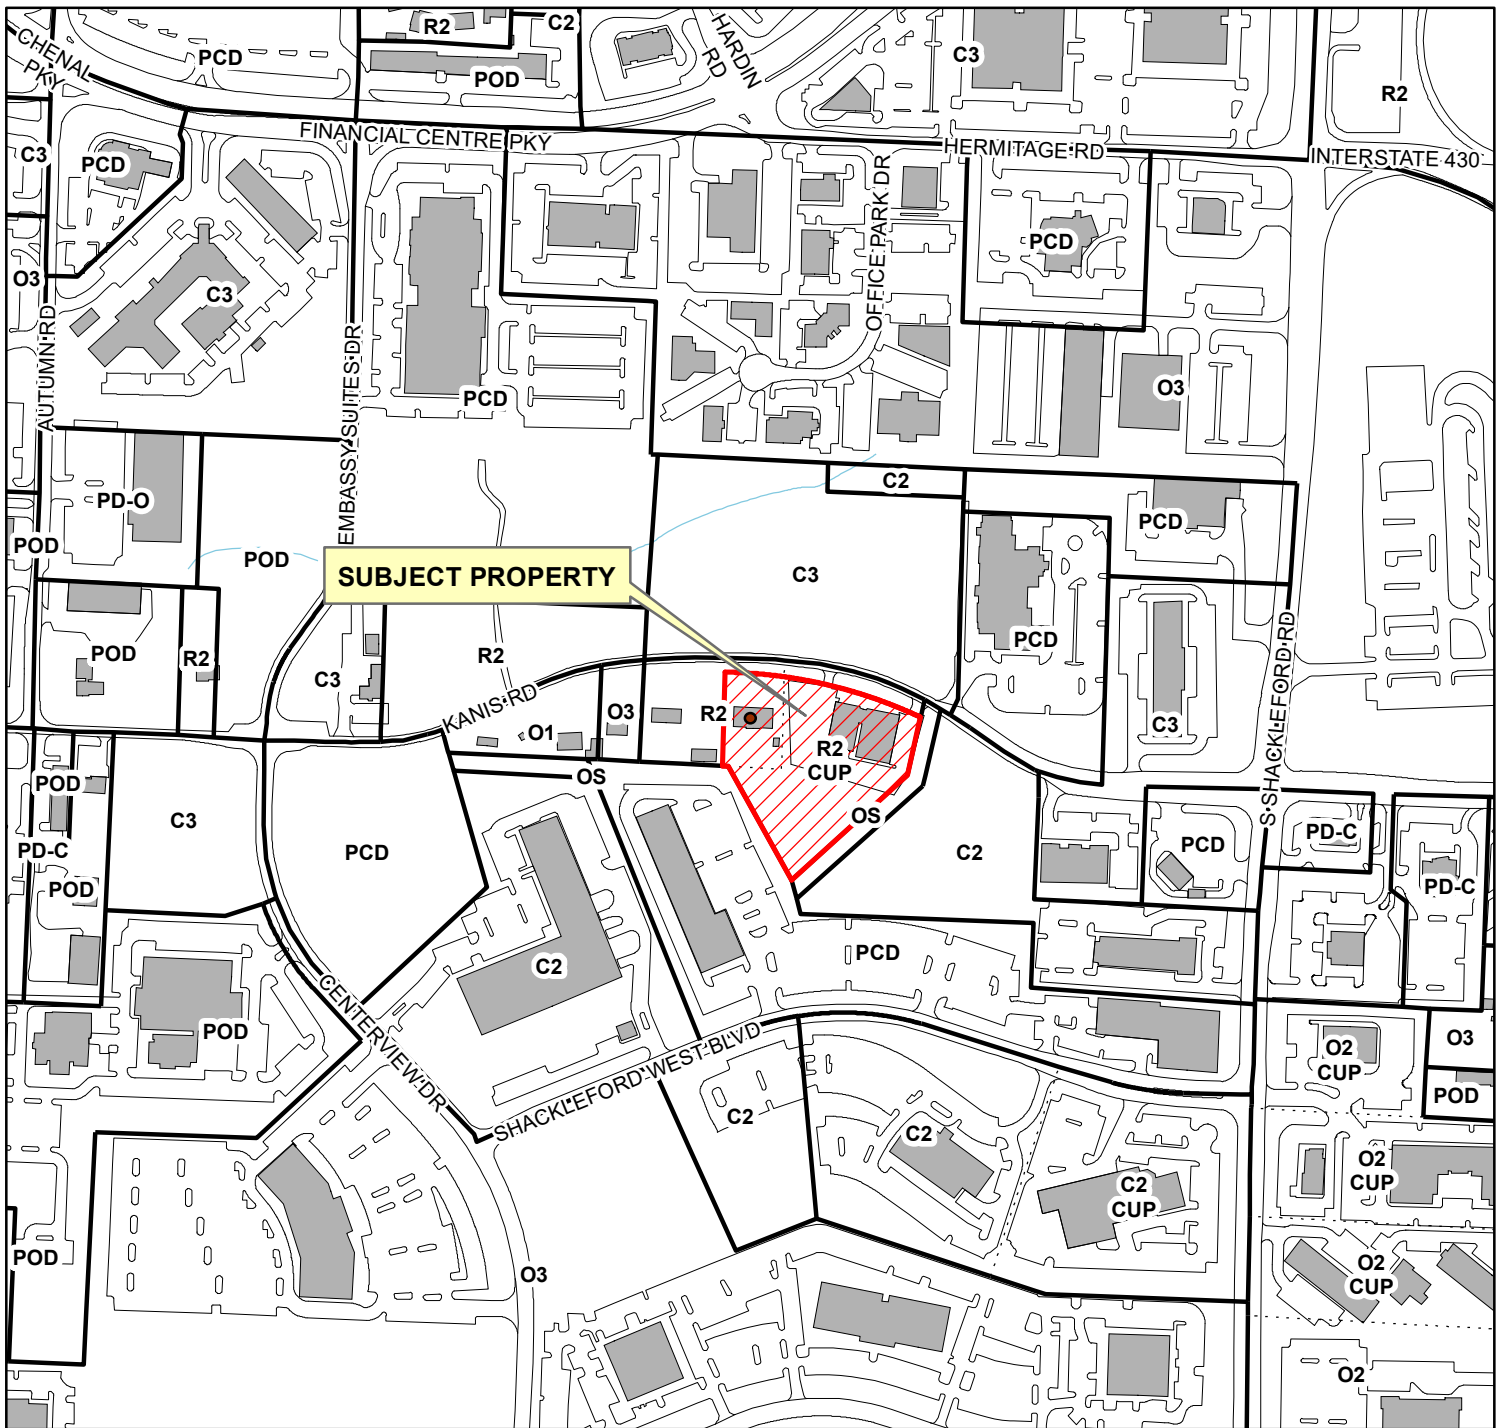 R2
C2
CHENAL
PKY
PCD
POD
HARDIN
RD
C3
R2
FINANCIAL CENTRE PKY
HERMITAGE RD
INTERSTATE 430
C3
PCD
OFFICE PARK DR
PCD
O3
C3
AUTUMN RD
EMBASSY SUITES DR
PCD
O3
PD-O
C2
PCD
POD
POD
SUBJECT PROPERTY
C3
POD
R2
C3
R2
PCD
S SHACKLEFORD RD
KANIS RD
O1
O3
R2
R2
CUP
C3
OS
POD
C3
PCD
OS
C2
PCD
PD-C
PD-C
POD
PD-C
C2
PCD
POD
CENTERVIEW DR
SHACKLEFORD WEST BLVD
O2
CUP
O3
POD
C2
C2
C2
CUP
O2
CUP
POD
O3
O2
CUP
O2